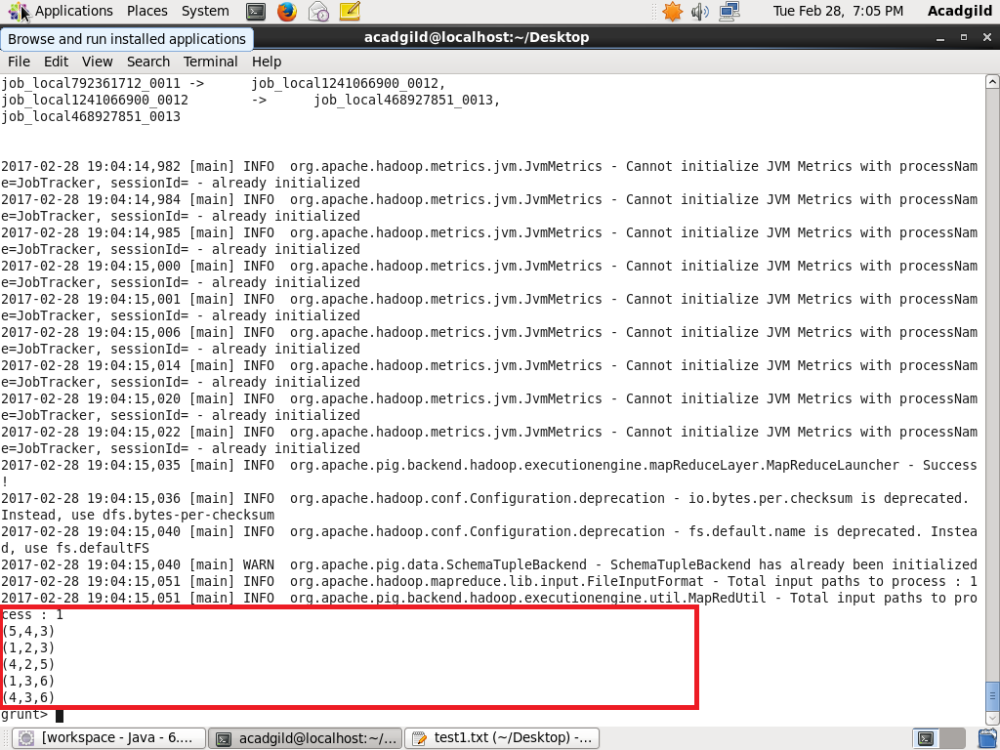 Applications Places System Tue Feb 28, 7:05 PM Acadgild
Browse and run installed applications
acadgild@localhost:~/Desktop
File Edit View Search Terminal Help
job_local792361712_0011 -> job_local1241066900_0012,
job_local1241066900_0012 -> job_local468927851_0013,
job_local468927851_0013
2017-02-28 19:04:14,982 [main] INFO org.apache.hadoop.metrics.jvm.JvmMetrics - Cannot initialize JVM Metrics with processNam
e=JobTracker, sessionId= - already initialized
2017-02-28 19:04:14,984 [main] INFO org.apache.hadoop.metrics.jvm.JvmMetrics - Cannot initialize JVM Metrics with processNam
e=JobTracker, sessionId= - already initialized
2017-02-28 19:04:14,985 [main] INFO org.apache.hadoop.metrics.jvm.JvmMetrics - Cannot initialize JVM Metrics with processNam
e=JobTracker, sessionId= - already initialized
2017-02-28 19:04:15,000 [main] INFO org.apache.hadoop.metrics.jvm.JvmMetrics - Cannot initialize JVM Metrics with processNam
e=JobTracker, sessionId= - already initialized
2017-02-28 19:04:15,001 [main] INFO org.apache.hadoop.metrics.jvm.JvmMetrics - Cannot initialize JVM Metrics with processNam
e=JobTracker, sessionId= - already initialized
2017-02-28 19:04:15,006 [main] INFO org.apache.hadoop.metrics.jvm.JvmMetrics - Cannot initialize JVM Metrics with processNam
e=JobTracker, sessionId= - already initialized
2017-02-28 19:04:15,014 [main] INFO org.apache.hadoop.metrics.jvm.JvmMetrics - Cannot initialize JVM Metrics with processNam
e=JobTracker, sessionId= - already initialized
2017-02-28 19:04:15,020 [main] INFO org.apache.hadoop.metrics.jvm.JvmMetrics - Cannot initialize JVM Metrics with processNam
e=JobTracker, sessionId= - already initialized
2017-02-28 19:04:15,022 [main] INFO org.apache.hadoop.metrics.jvm.JvmMetrics - Cannot initialize JVM Metrics with processNam
e=JobTracker, sessionId= - already initialized
2017-02-28 19:04:15,035 [main] INFO org.apache.pig.backend.hadoop.executionengine.mapReduceLayer.MapReduceLauncher - Success
!
2017-02-28 19:04:15,036 [main] INFO org.apache.hadoop.conf.Configuration.deprecation - io.bytes.per.checksum is deprecated.
Instead, use dfs.bytes-per-checksum
2017-02-28 19:04:15,040 [main] INFO org.apache.hadoop.conf.Configuration.deprecation - fs.default.name is deprecated. Instea
d, use fs.defaultFS
2017-02-28 19:04:15,040 [main] WARN org.apache.pig.data.SchemaTupleBackend - SchemaTupleBackend has already been initialized
2017-02-28 19:04:15,051 [main] INFO org.apache.hadoop.mapreduce.lib.input.FileInputFormat - Total input paths to process : 1
2017-02-28 19:04:15,051 [main] INFO org.apache.pig.backend.hadoop.executionengine.util.MapRedUtil - Total input paths to pro
cess : 1
(5,4,3)
(1,2,3)
(4,2,5)
(1,3,6)
(4,3,6)
grunt>
[workspace - Java - 6.... acadgild@localhost:~/... test1.txt (~/Desktop) -...